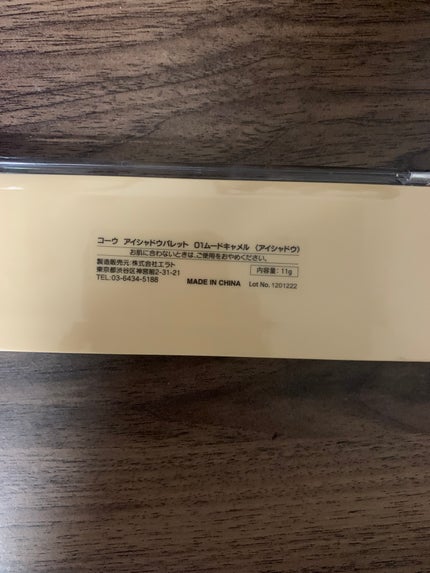 コーウ アイシャドウパレット 01ムードキャメル (アイシャドウ)
お肌に合わないときは、ご使用をおやめください。
製造販売元:株式会社エラト
東京都渋谷区神宮前2-31-21
TEL.03-6434-5188
MADE IN CHINA
内容量:11g
Lot No. 1201222